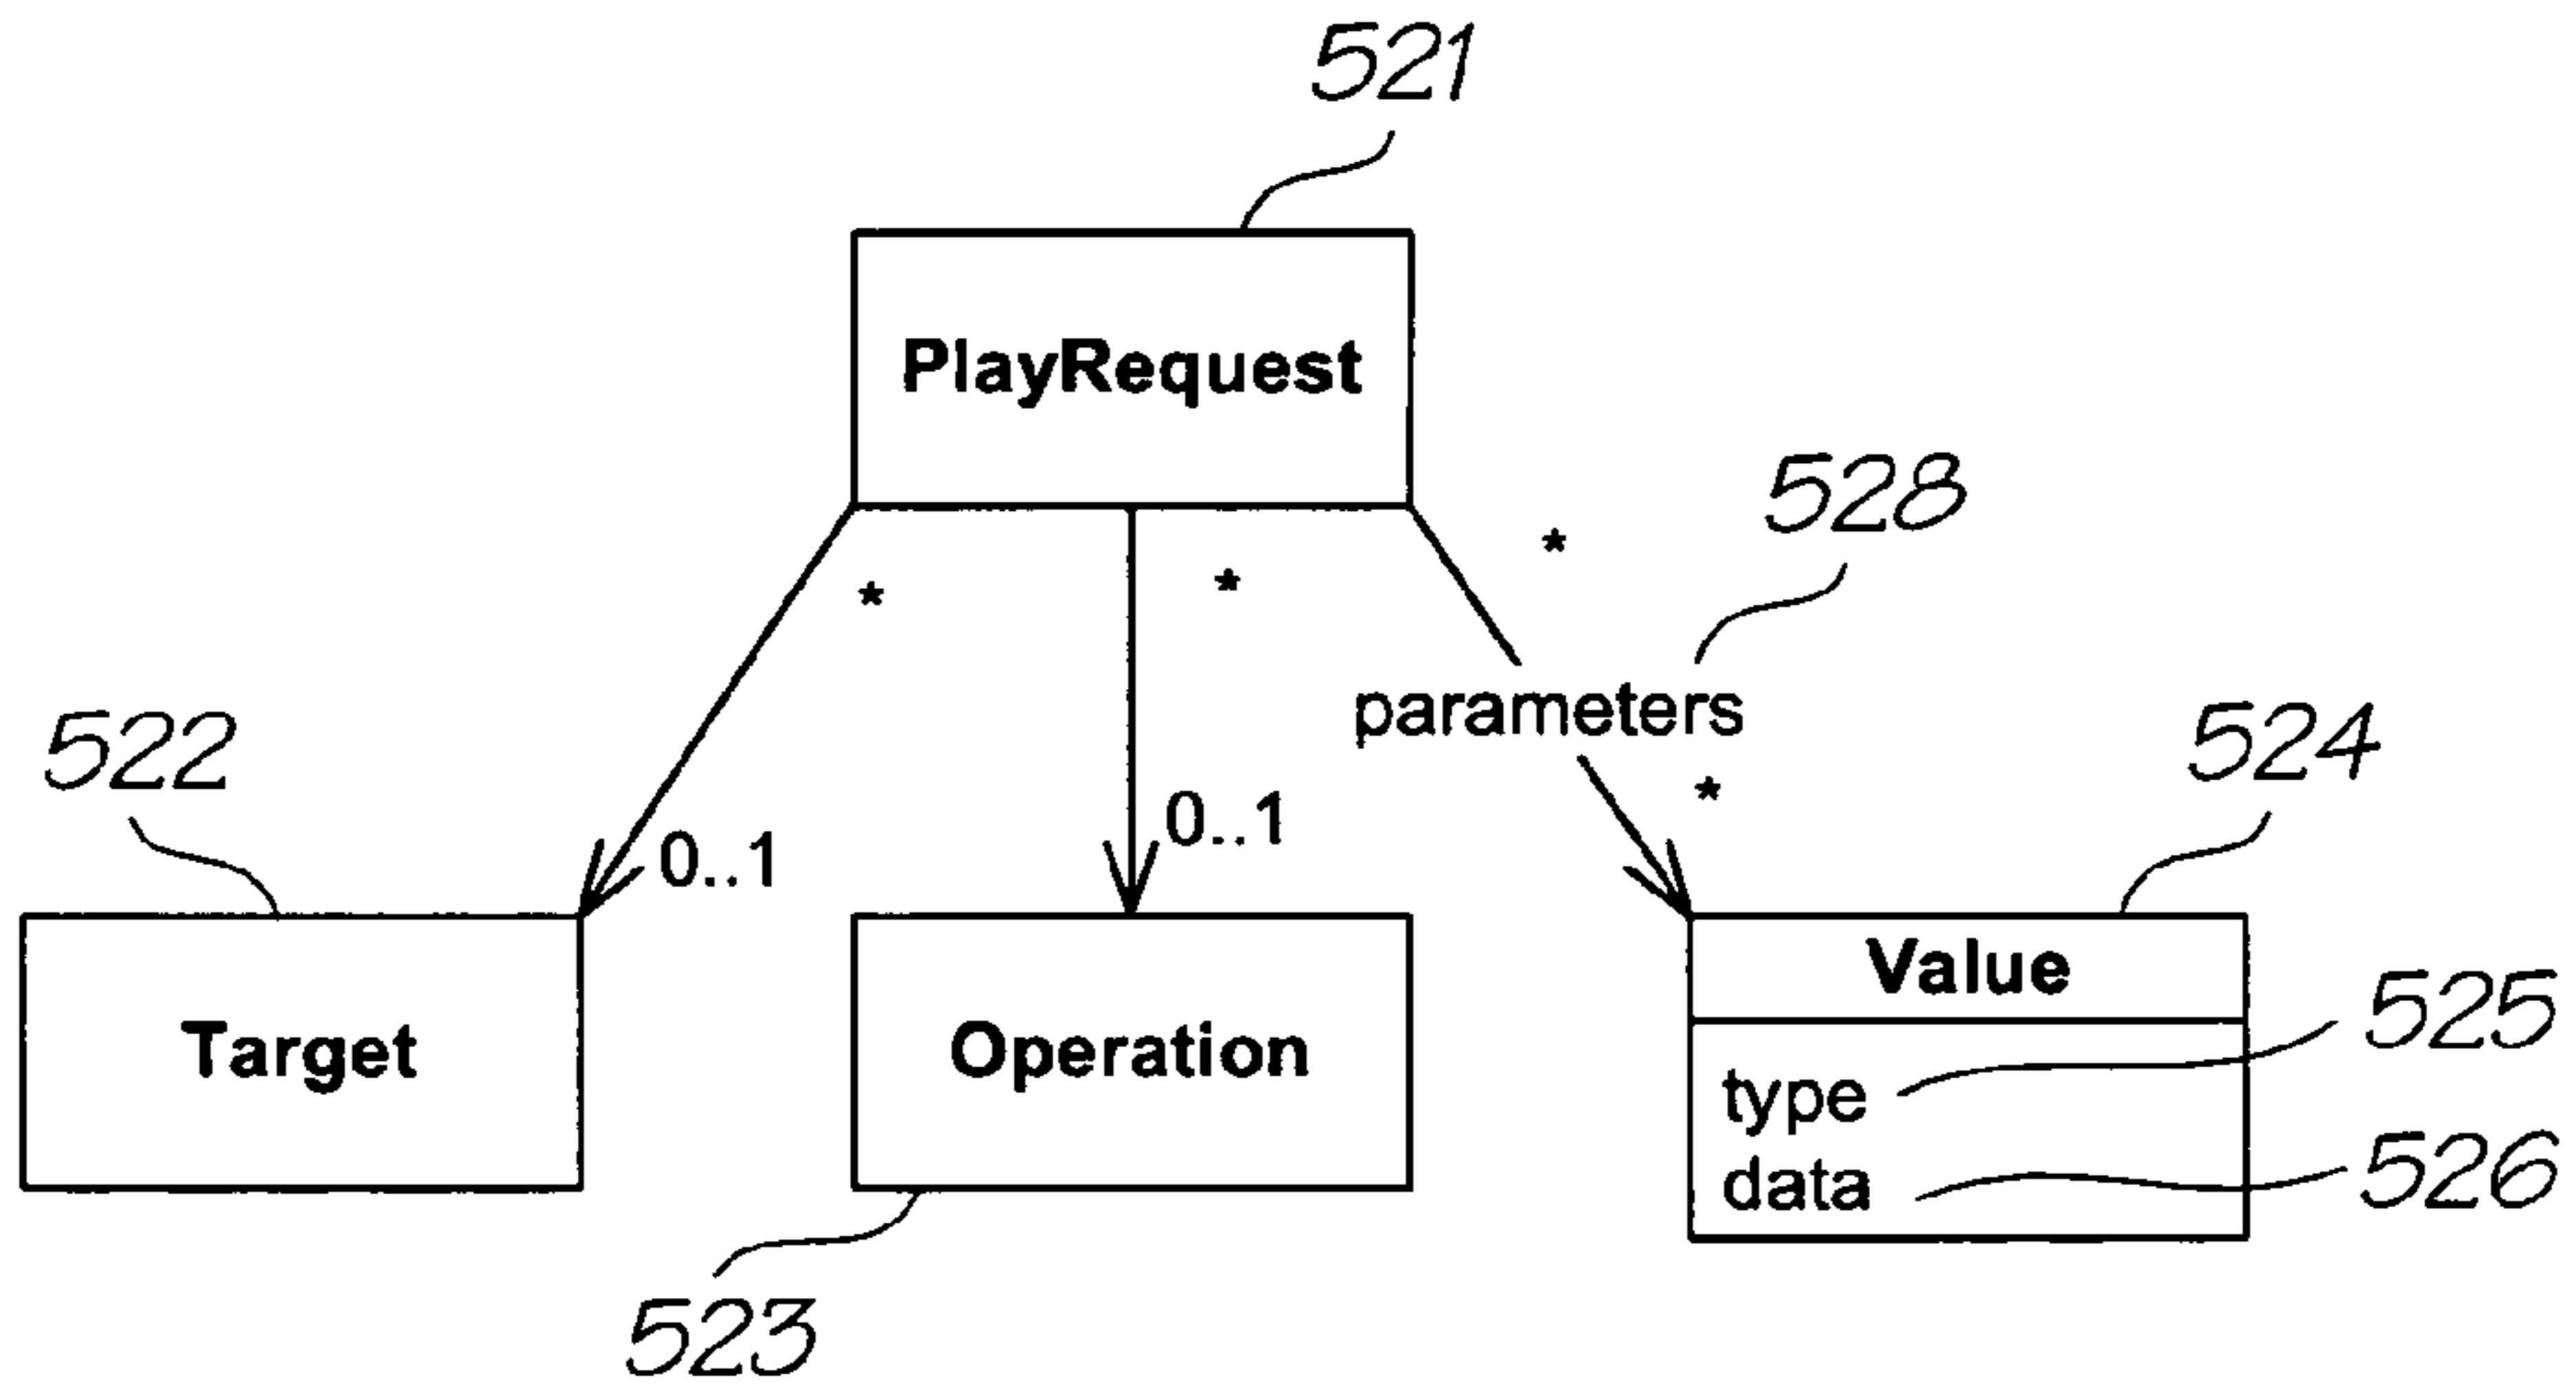 521
PlayRequest
528
*
*
*
parameters
522
524
*
0..1
0..1
Value
525
Target
Operation
type
data
526
523